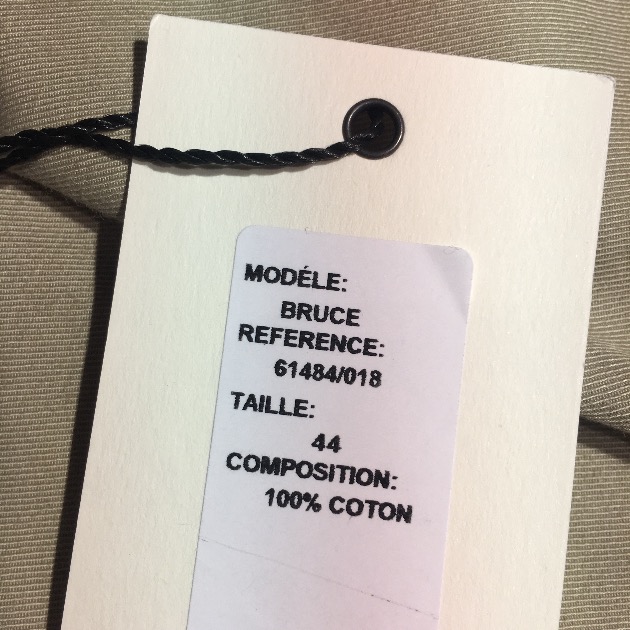 MODÉLE:
BRUCE
REFERENCE:
61484/018
TAILLE:
44
COMPOSITION:
100% COTON